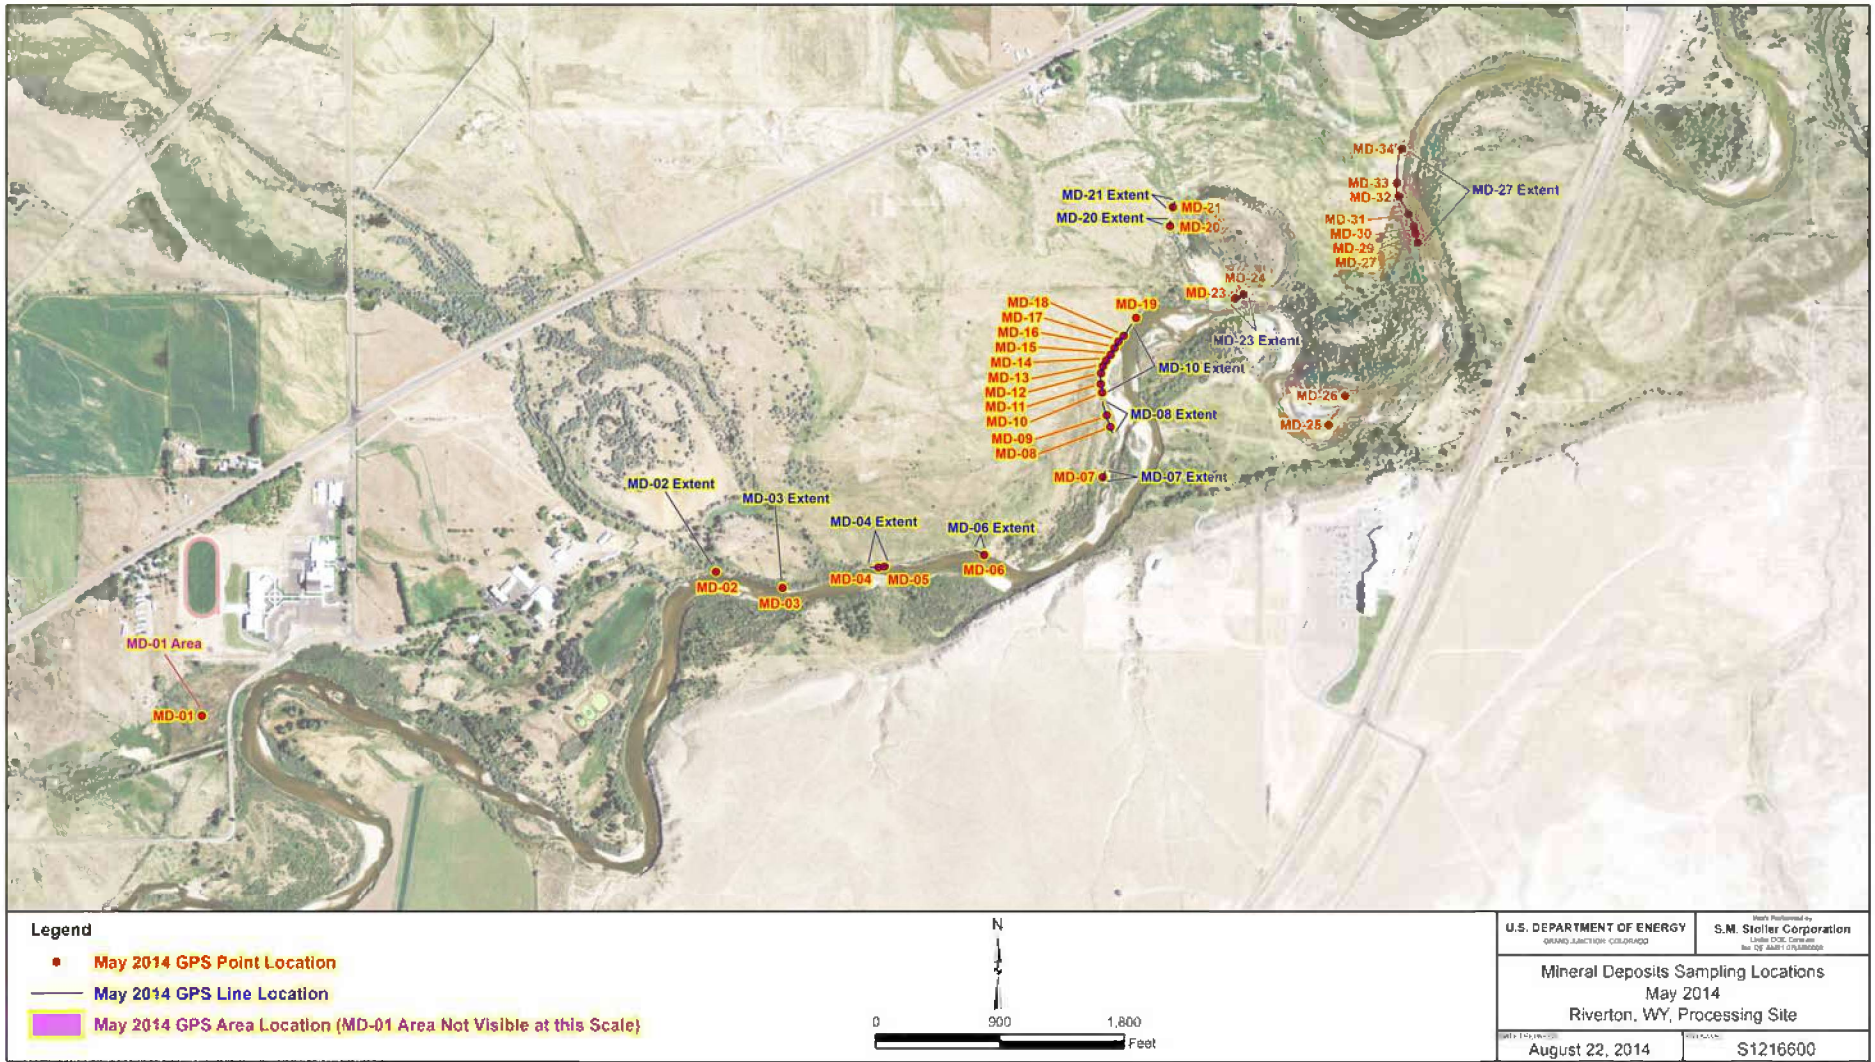 MD-34
MD-33
MD-27 Extent
MD-32
MD-21 Extent
MD-21
MD-20 Extent
MD-20
MD-31
MD-30
MD-29
MD-27
MD-24
MD-23
MD-23 Extent
MD-18
MD-19
MD-17
MD-16
MD-15
MD-14
MD-10 Extent
MD-13
MD-12
MD-11
MD-10
MD-08 Extent
MD-09
MD-08
MD-26
MD-25
MD-07
MD-07 Extent
MD-02 Extent
MD-03 Extent
MD-04 Extent
MD-06 Extent
MD-04
MD-05
MD-06
MD-02
MD-03
MD-01 Area
MD-01
Legend
May 2014 GPS Point Location
May 2014 GPS Line Location
May 2014 GPS Area Location (MD-01 Area Not Visible at this Scale)
N
0 900 1,800
Feet
U.S. DEPARTMENT OF ENERGY
GRAND JUNCTION, COLORADO
Work Performed by
S.M. Stoller Corporation
Mineral Deposits Sampling Locations
May 2014
Riverton, WY, Processing Site
August 22, 2014
S1216600